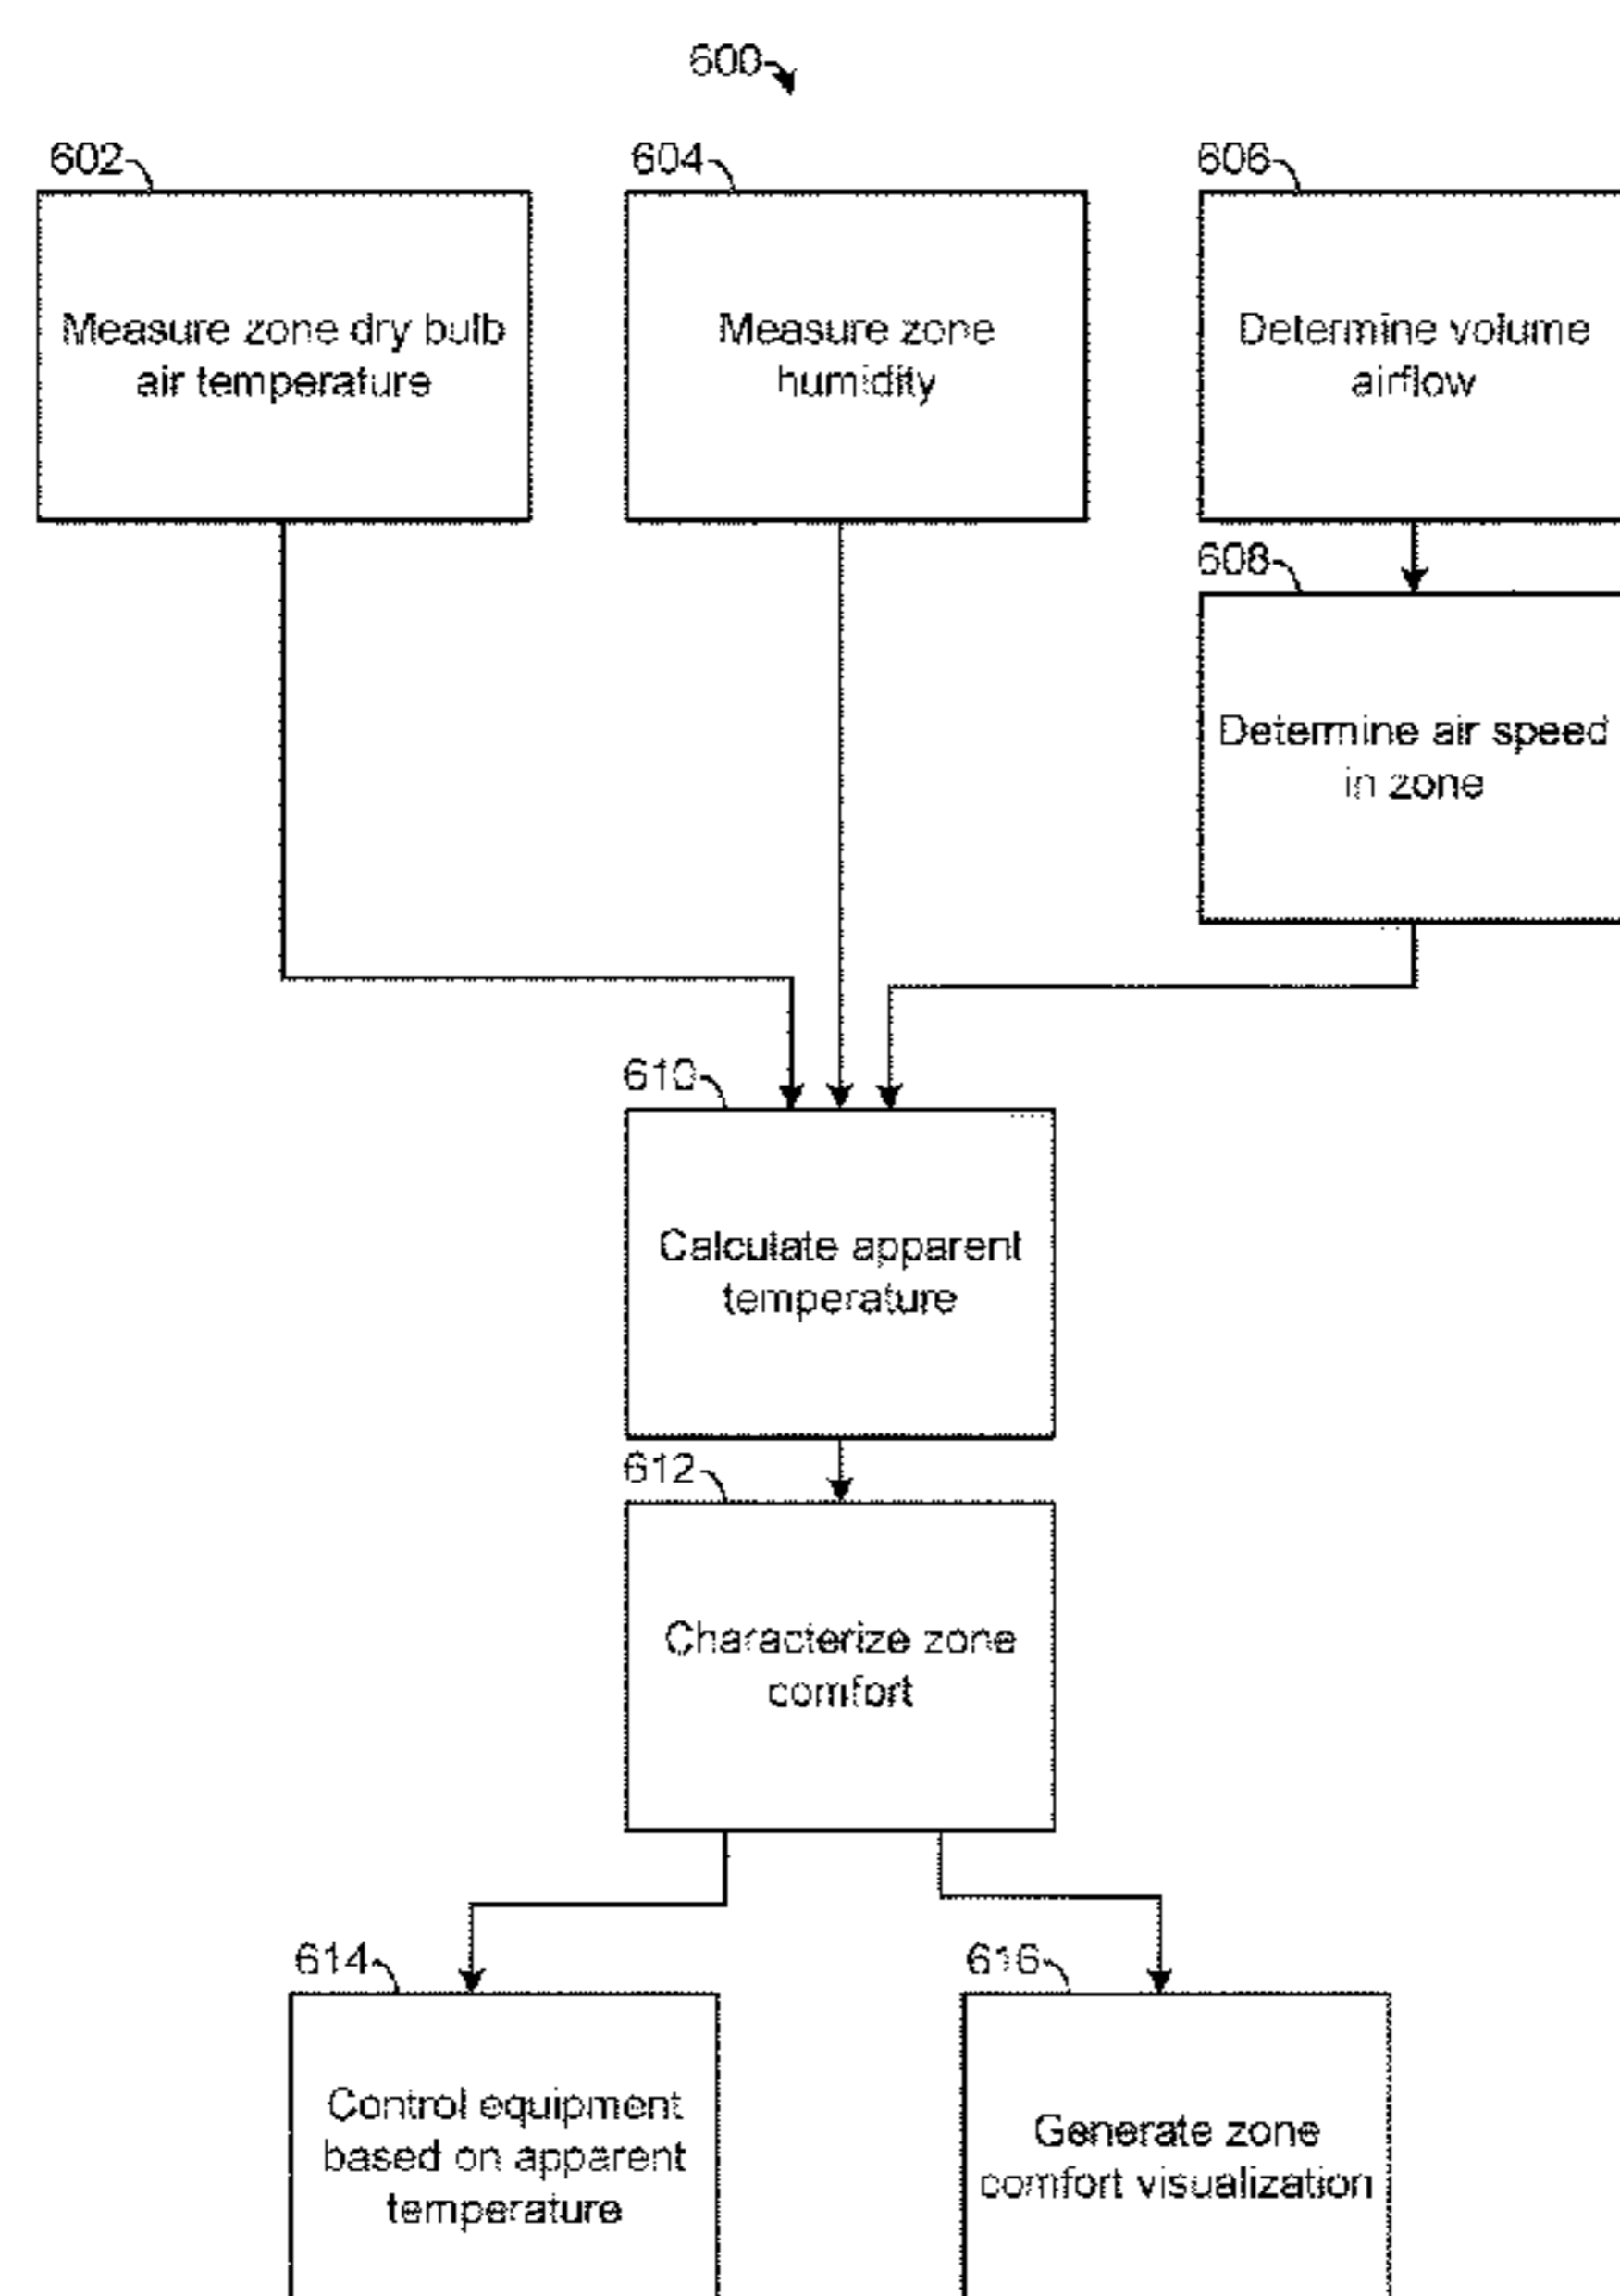 600
602
604
606
Measure zone dry bulb
air temperature
Measure zone
humidity
Determine volume
airflow
608
Determine air speed
in zone
610
Calculate apparent
temperature
612
Characterize zone
comfort
614
616
Control equipment
based on apparent
temperature
Generate zone
comfort visualization